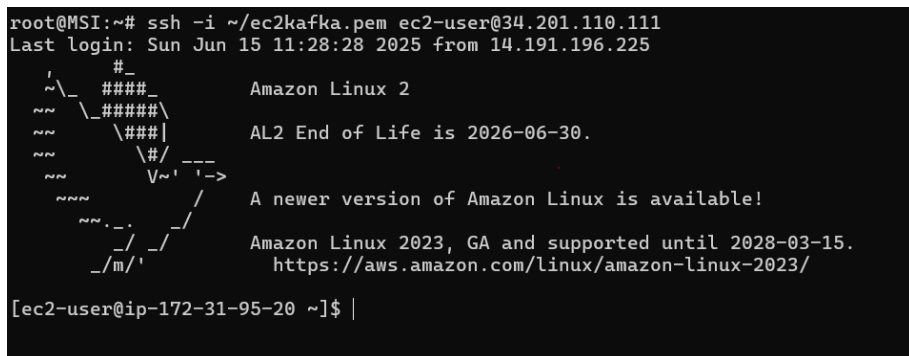 root@MSI:~# ssh -i ~/ec2kafka.pem ec2-user@34.201.110.111
Last login: Sun Jun 15 11:28:28 2025 from 14.191.196.225
   ,     #_
   ~\_  ####_        Amazon Linux 2
  ~~  \_#####\
  ~~     \###|       AL2 End of Life is 2026-06-30.
  ~~       \#/ ___
   ~~       V~' '->
    ~~~         /    A newer version of Amazon Linux is available!
      ~~._.   _/
         _/ _/       Amazon Linux 2023, GA and supported until 2028-03-15.
       _/m/'           https://aws.amazon.com/linux/amazon-linux-2023/

[ec2-user@ip-172-31-95-20 ~]$